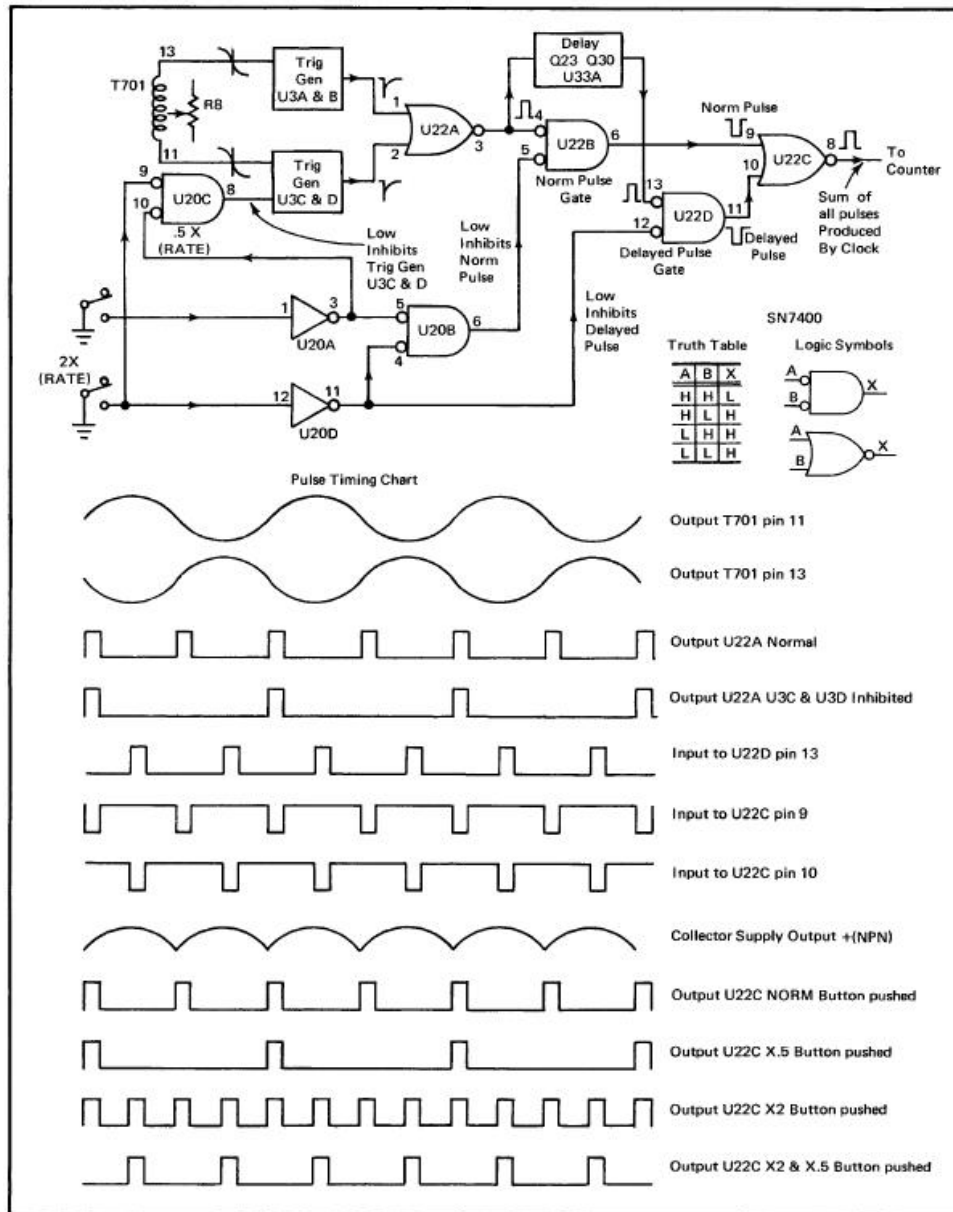 13
T701
R8
11
Trig
Gen
U3A & B
Trig
Gen
U3C & D
1
2
U22A
3
Delay
Q23 Q30
U33A
4
5
U22B
6
Norm Pulse
Gate
Norm Pulse
9
10
U22C
8
To
Counter
Sum of
all pulses
Produced
By Clock
13
12
U22D
11
Delayed Pulse
Gate
Delayed
Pulse
9
10
U20C
8
.5 X
(RATE)
Low
Inhibits
Trig Gen
U3C & D
Low
Inhibits
Norm
Pulse
Low
Inhibits
Delayed
Pulse
1
3
U20A
5
4
U20B
6
2X
(RATE)
12
11
U20D
SN7400
Truth Table
Logic Symbols
A B X
H H L
H L H
L H H
L L H
A
B
X
A
B
X
Pulse Timing Chart
Output T701 pin 11
Output T701 pin 13
Output U22A Normal
Output U22A U3C & U3D Inhibited
Input to U22D pin 13
Input to U22C pin 9
Input to U22C pin 10
Collector Supply Output +(NPN)
Output U22C NORM Button pushed
Output U22C X.5 Button pushed
Output U22C X2 Button pushed
Output U22C X2 & X.5 Button pushed